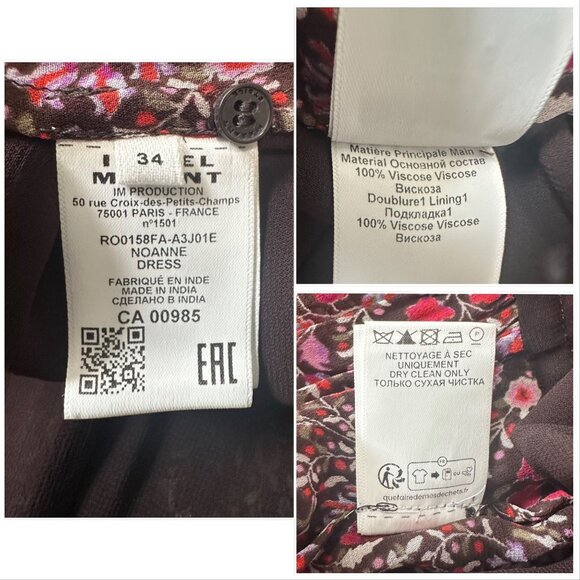 34
IM PRODUCTION
50 rue Croix-des-Petits-Champs
75001 PARIS - FRANCE
n°1501
RO0158FA-A3J01E
NOANNE
DRESS
FABRIQUÉ EN INDE
MADE IN INDIA
СДЕЛАНО В INDIA
CA 00985
EAC
Matière Principale Main
Material Основной состав
100% Viscose Viscose
Вискоза
Doublure1 Lining1
Подкладка1
100% Viscose Viscose
Вискоза
P
NETTOYAGE À SEC
UNIQUEMENT
DRY CLEAN ONLY
ТОЛЬКО СУХАЯ ЧИСТКА
FR
OU
quefairedemesdechets.fr